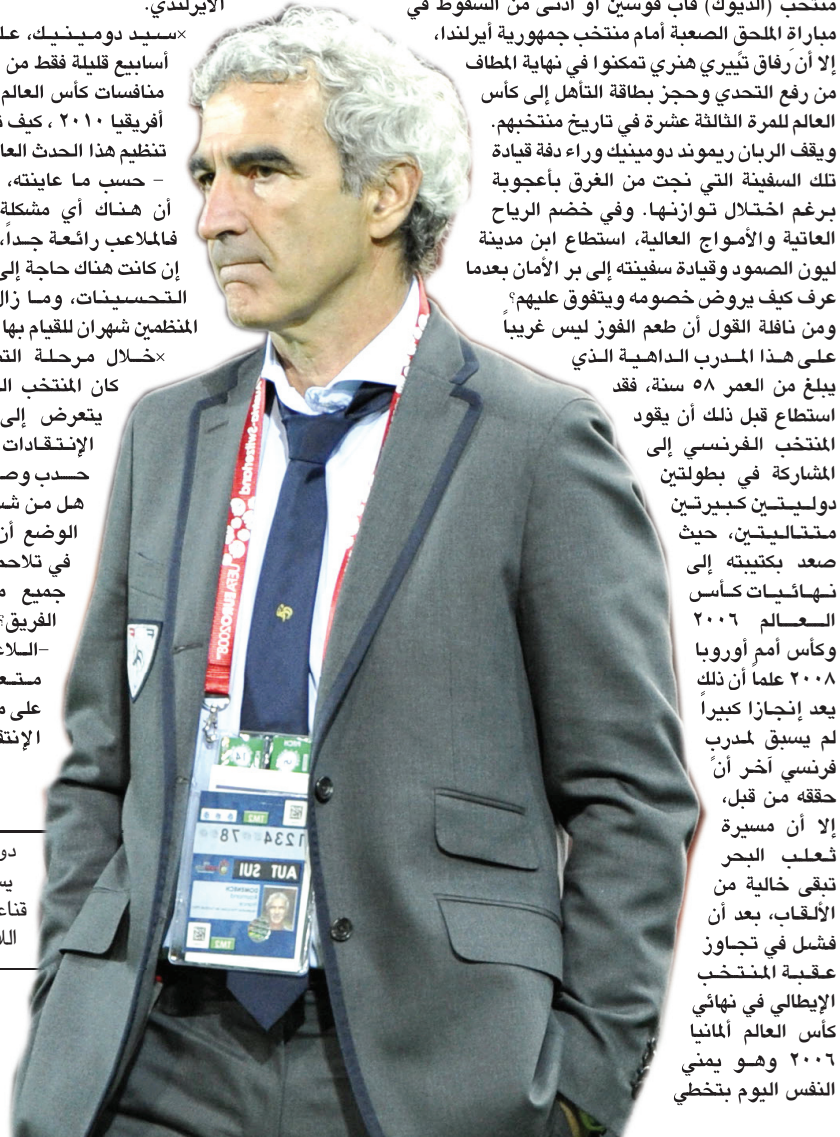 منتخب (الديوك) قاب قوسين أو أدنى من السقوط في
مباراة الملحق الصعبة أمام منتخب جمهورية أيرلندا،
إلا أن رفاق تييري هنري تمكنوا في نهاية المطاف
من رفع التحدي وحجز بطاقة التأهل إلى كأس
العالم للمرة الثالثة عشرة في تاريخ منتخبهم.
ويقف الربان ريموند دومينيك وراء دفة قيادة
تلك السفينة التي نجت من الغرق بأعجوبة
برغم اختلال توازنها. وفي خضم الرياح
العاتية والأمواج العالية، استطاع ابن مدينة
ليون الصمود وقيادة سفينته إلى بر الأمان بعدما
عرف كيف يروض خصومه ويتفوق عليهم؟
ومن نافلة القول أن طعم الفوز ليس غريباً
على هذا المدرب الداهية الذي
يبلغ من العمر ٥٨ سنة، فقد
استطاع قبل ذلك أن يقود
المنتخب الفرنسي إلى
المشاركة في بطولتين
دوليتين كبيرتين
متتاليتين، حيث
صعد بكتيبته إلى
نهائيات كأس
العالم ٢٠٠٦
وكأس أمم أوروبا
٢٠٠٨ علماً أن ذلك
يعد إنجازا كبيراً
لم يسبق لمدرب
فرنسي آخر أن
حققه من قبل،
إلا أن مسيرة
ثعلب البحر
تبقى خالية من
الألقاب، بعد أن
فشل في تجاوز
عقبة المنتخب
الإيطالي في نهائي
كأس العالم ألمانيا
٢٠٠٦ وهو يمني
النفس اليوم بتخطي
الأيرلندي.
×سيد دومينيك،
أسابيع قليلة فقط من
منافسات كأس العالم
أفريقيا ٢٠١٠ ، كيف
تنظيم هذا الحدث
- حسب ما عاينته،
أن هناك أي مشكلة
فالملاعب رائعة جداً،
إن كانت هناك حاجة إلى
التحسينات، وما زال
المنظمين شهران للقيام بها
×خلال مرحلة
كان المنتخب
يتعرض إلى
الإنتقادات
حدب
هل من
الوضع أن
في
جميع
الفريق؟
على
UEFA EURO2008
1234 78
AUT SUI
DOMENECH
TM2